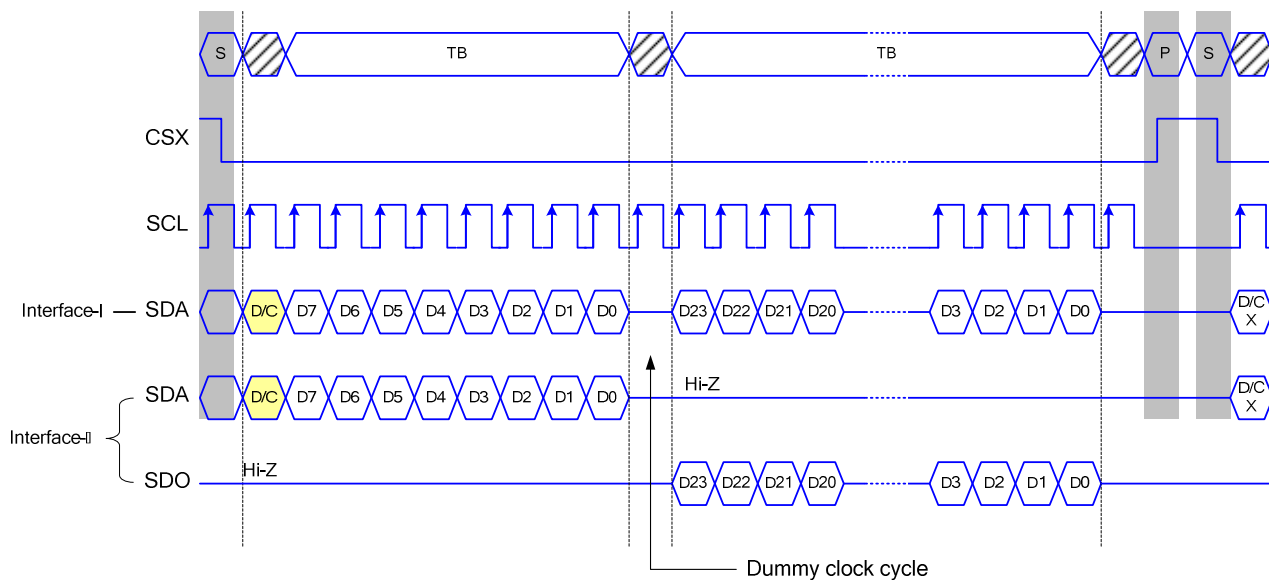 S TB TB P S
CSX
SCL
Interface-I SDA D/C D7 D6 D5 D4 D3 D2 D1 D0 D23 D22 D21 D20 D3 D2 D1 D0 D/C X
SDA D/C D7 D6 D5 D4 D3 D2 D1 D0 Hi-Z D/C X
Interface-
SDO Hi-Z D23 D22 D21 D20 D3 D2 D1 D0
Dummy clock cycle